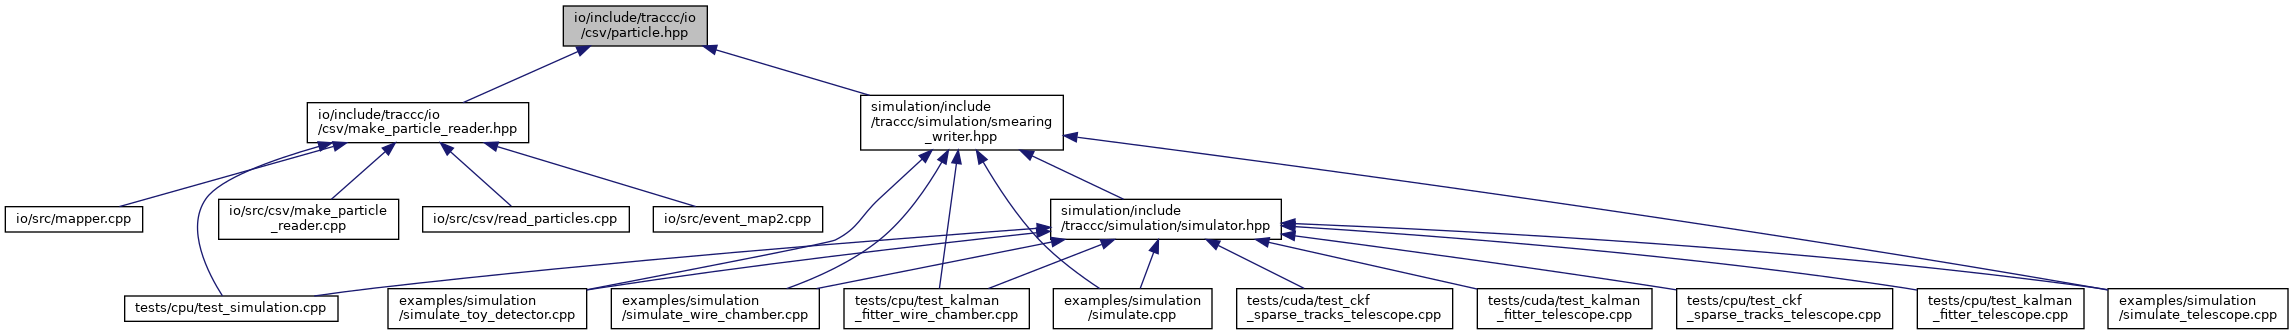 io/include/traccc/io
/csv/particle.hpp
io/include/traccc/io
/csv/make_particle_reader.hpp
simulation/include
/traccc/simulation/smearing
_writer.hpp
io/src/mapper.cpp
io/src/csv/make_particle
_reader.cpp
io/src/csv/read_particles.cpp
io/src/event_map2.cpp
simulation/include
/traccc/simulation/simulator.hpp
tests/cpu/test_simulation.cpp
examples/simulation
/simulate_toy_detector.cpp
examples/simulation
/simulate_wire_chamber.cpp
tests/cpu/test_kalman
_fitter_wire_chamber.cpp
examples/simulation
/simulate.cpp
tests/cuda/test_ckf
_sparse_tracks_telescope.cpp
tests/cuda/test_kalman
_fitter_telescope.cpp
tests/cpu/test_ckf
_sparse_tracks_telescope.cpp
tests/cpu/test_kalman
_fitter_telescope.cpp
examples/simulation
/simulate_telescope.cpp